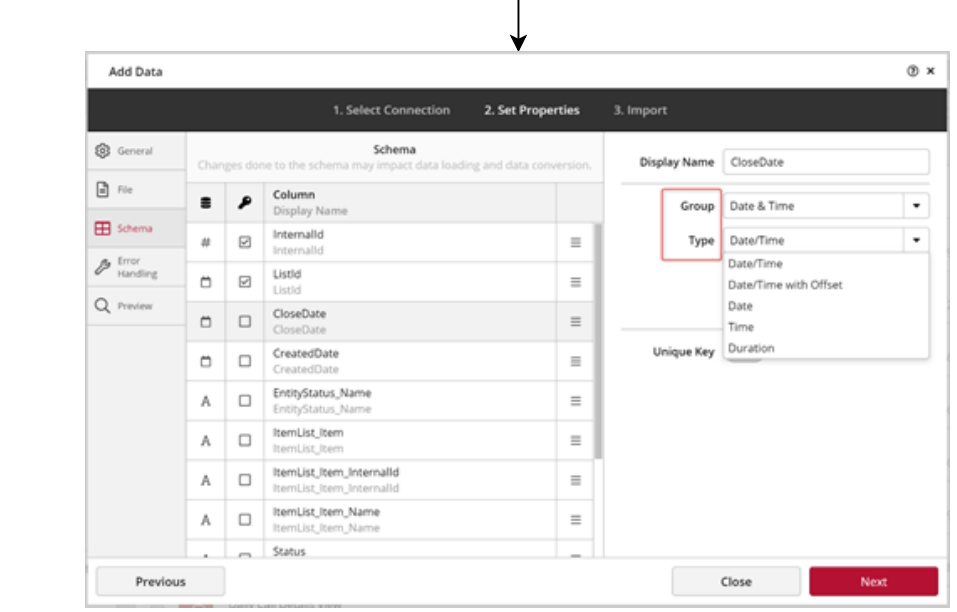 Add Data
1. Select Connection 2. Set Properties 3. Import
General
File
Schema
Error
Handling
Preview
Schema
Changes done to the schema may impact data loading and data conversion.
Column
Display Name
#
InternalId
InternalId
ListId
ListId
CloseDate
CloseDate
CreatedDate
CreatedDate
A
EntityStatus_Name
EntityStatus_Name
A
ItemList_Item
ItemList_Item
A
ItemList_Item_InternalId
ItemList_Item_InternalId
A
ItemList_Item_Name
ItemList_Item_Name
Status
Display Name CloseDate
Group Date & Time
Type Date/Time
Date/Time
Date/Time with Offset
Date
Time
Duration
Unique Key
Previous Close Next